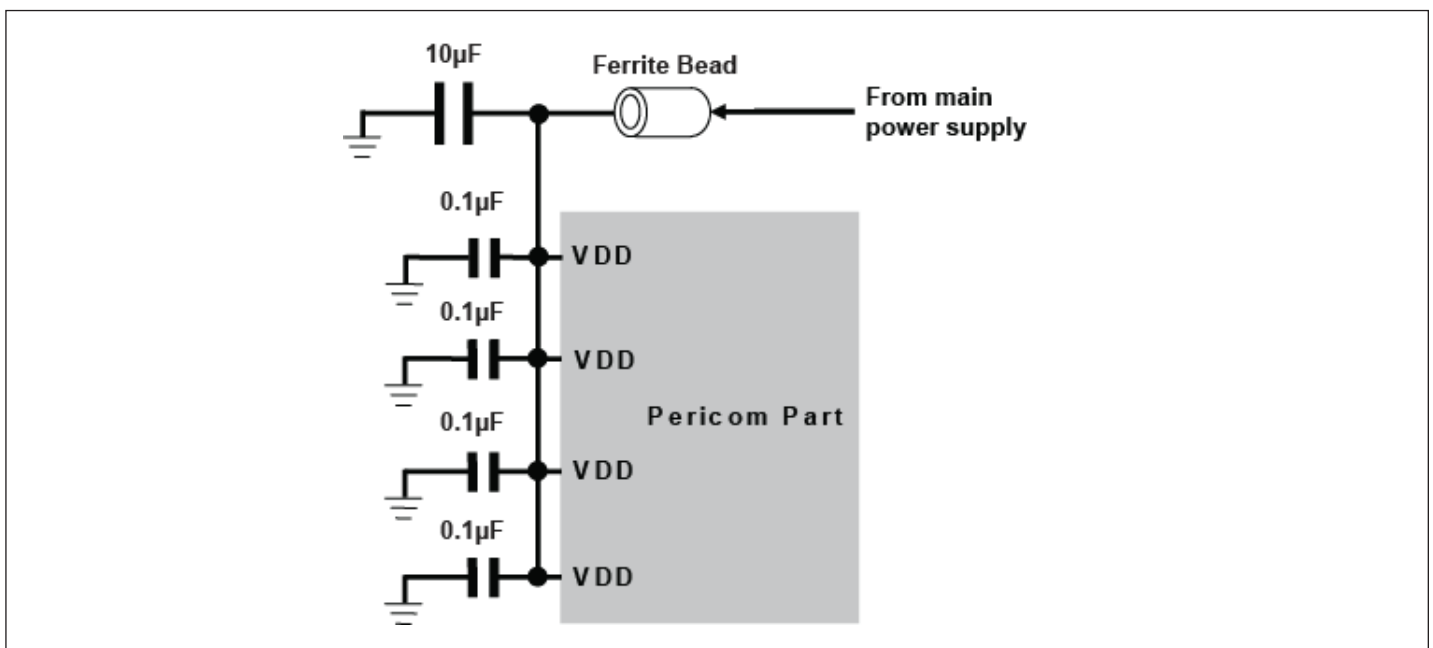 10µF
Ferrite Bead
From main
power supply
0.1µF
VDD
0.1µF
VDD
Pericom Part
0.1µF
VDD
0.1µF
VDD